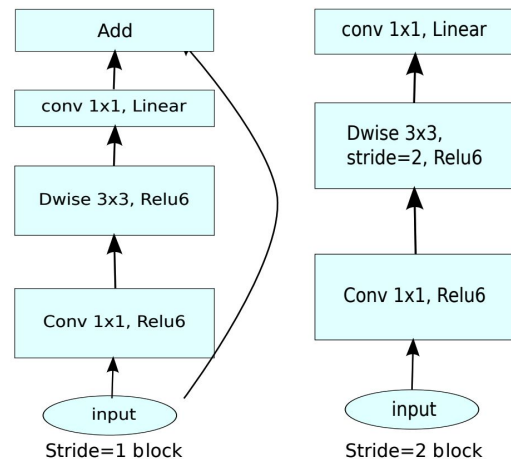 Add
conv 1x1, Linear
Dwise 3x3, Relu6
Conv 1x1, Relu6
input
Stride=1 block
conv 1x1, Linear
Dwise 3x3,
stride=2, Relu6
Conv 1x1, Relu6
input
Stride=2 block